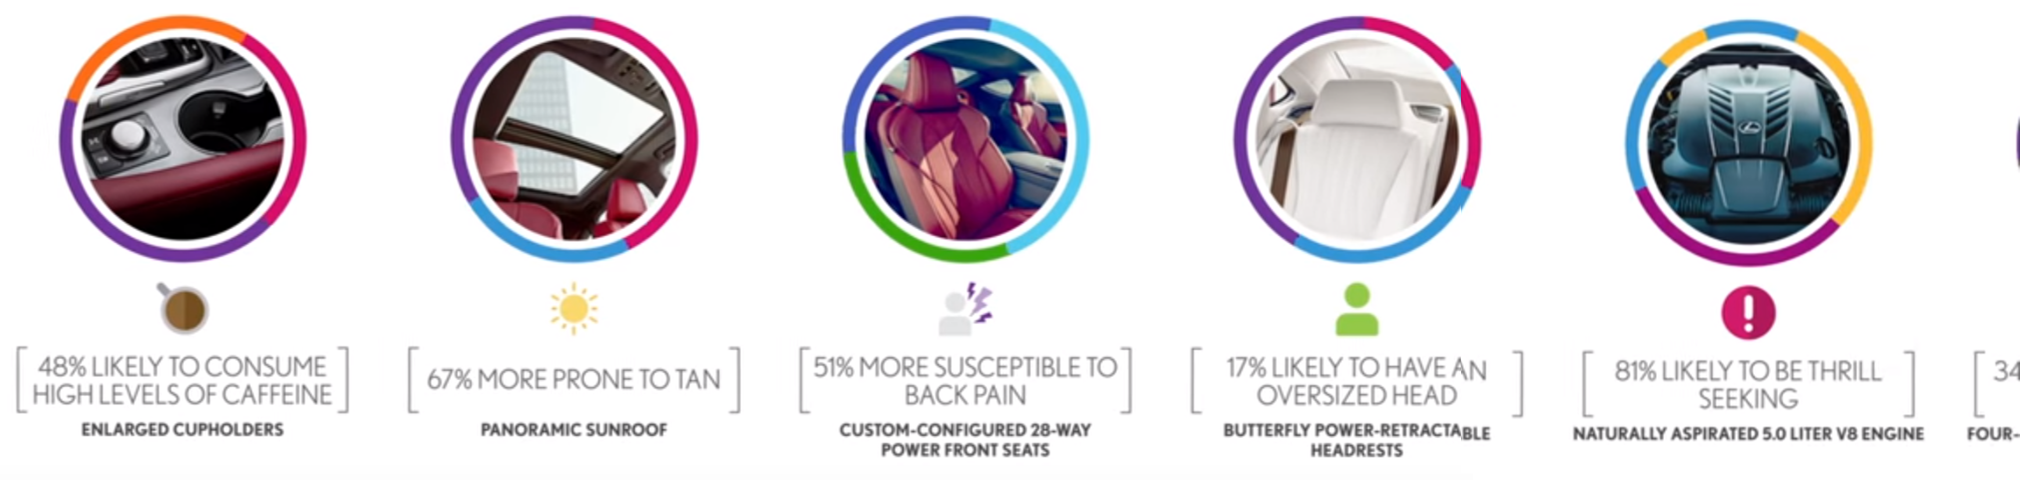 48% LIKELY TO CONSUME
HIGH LEVELS OF CAFFEINE
ENLARGED CUPHOLDERS
67% MORE PRONE TO TAN
PANORAMIC SUNROOF
51% MORE SUSCEPTIBLE TO
BACK PAIN
CUSTOM-CONFIGURED 28-WAY
POWER FRONT SEATS
17% LIKELY TO HAVE AN
OVERSIZED HEAD
BUTTERFLY POWER-RETRACTABLE
HEADRESTS
81% LIKELY TO BE THRILL
SEEKING
NATURALLY ASPIRATED 5.0 LITER V8 ENGINE
34
FOUR-